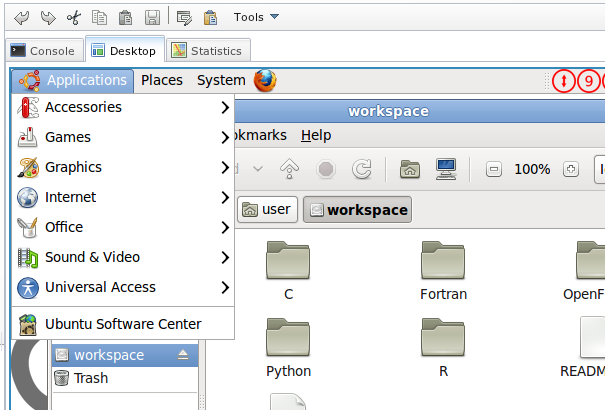 Tools
Console Desktop Statistics
Applications Places System 9
Accessories
Games
Graphics
Internet
Office
Sound & Video
Universal Access
Ubuntu Software Center
workspace
okmarks Help
100%
user workspace
C Fortran OpenF
Python R READM
workspace
Trash